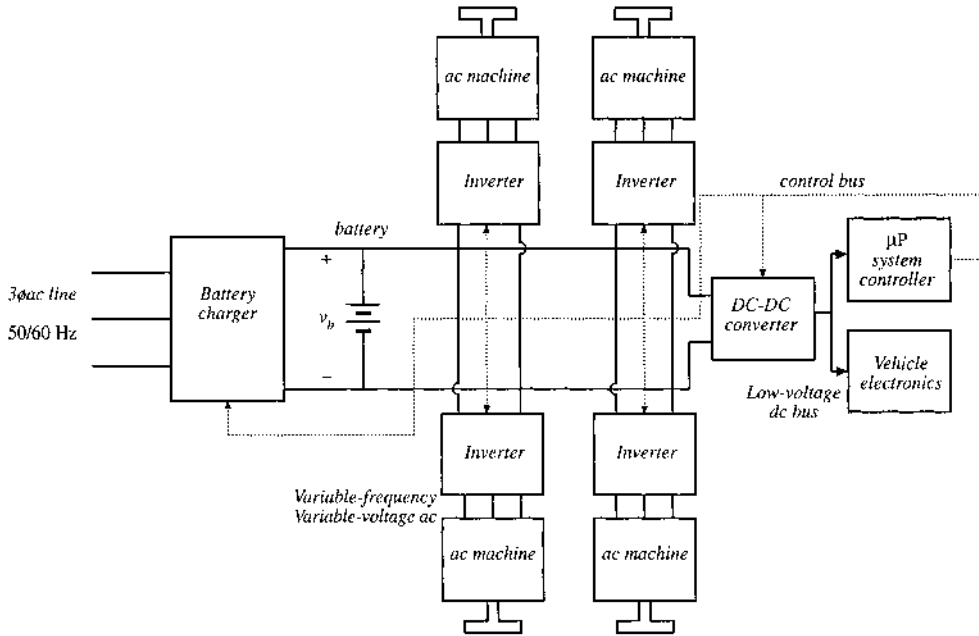 ac machine
ac machine
Inverter
Inverter
control bus
battery
+
μP
system
controller
3øac line
50/60 Hz
Battery
charger
v_b
DC-DC
converter
Vehicle
electronics
–
Low-voltage
dc bus
Inverter
Inverter
Variable-frequency
Variable-voltage ac
ac machine
ac machine